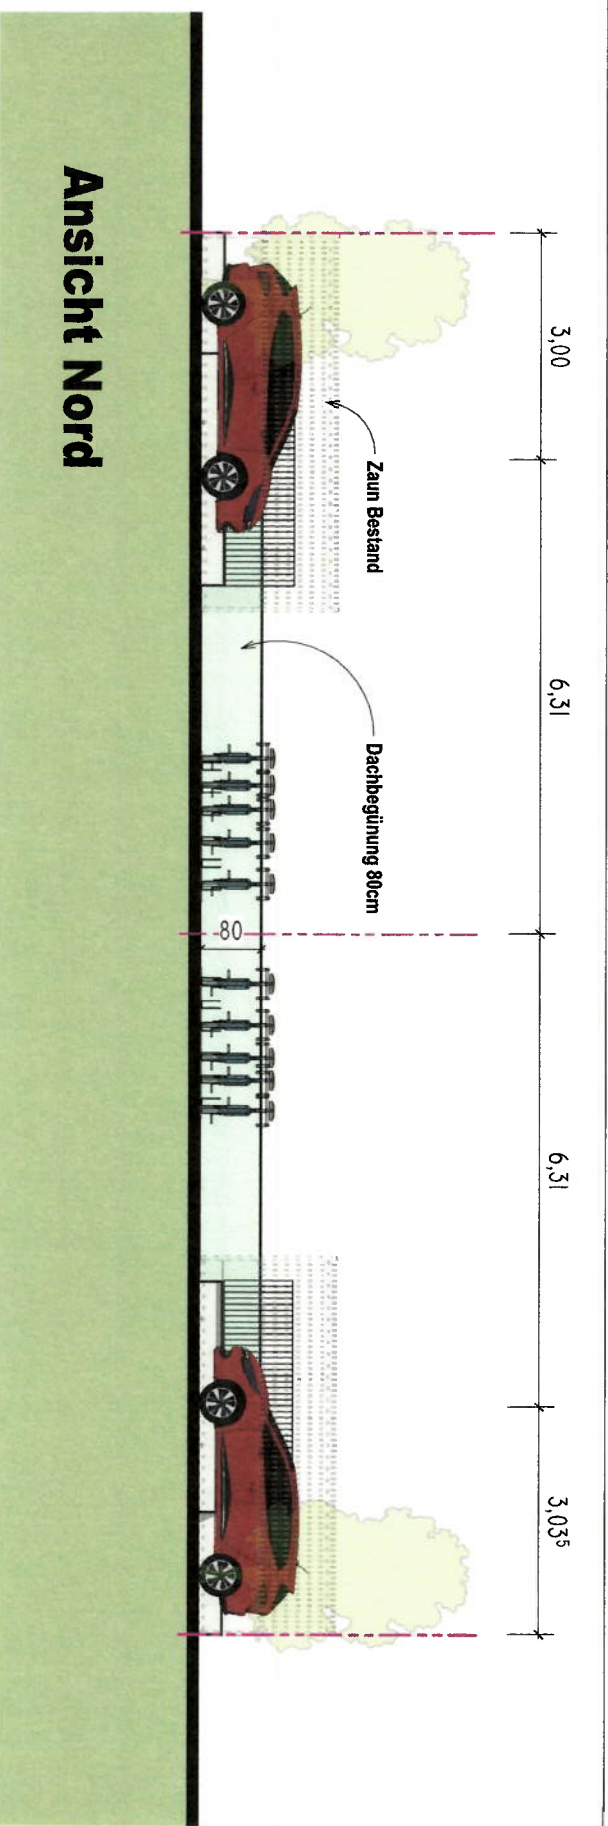 3,00
6,31
6,31
3,03⁵
Zaun Bestand
Dachbegünung 80cm
80
Ansicht Nord